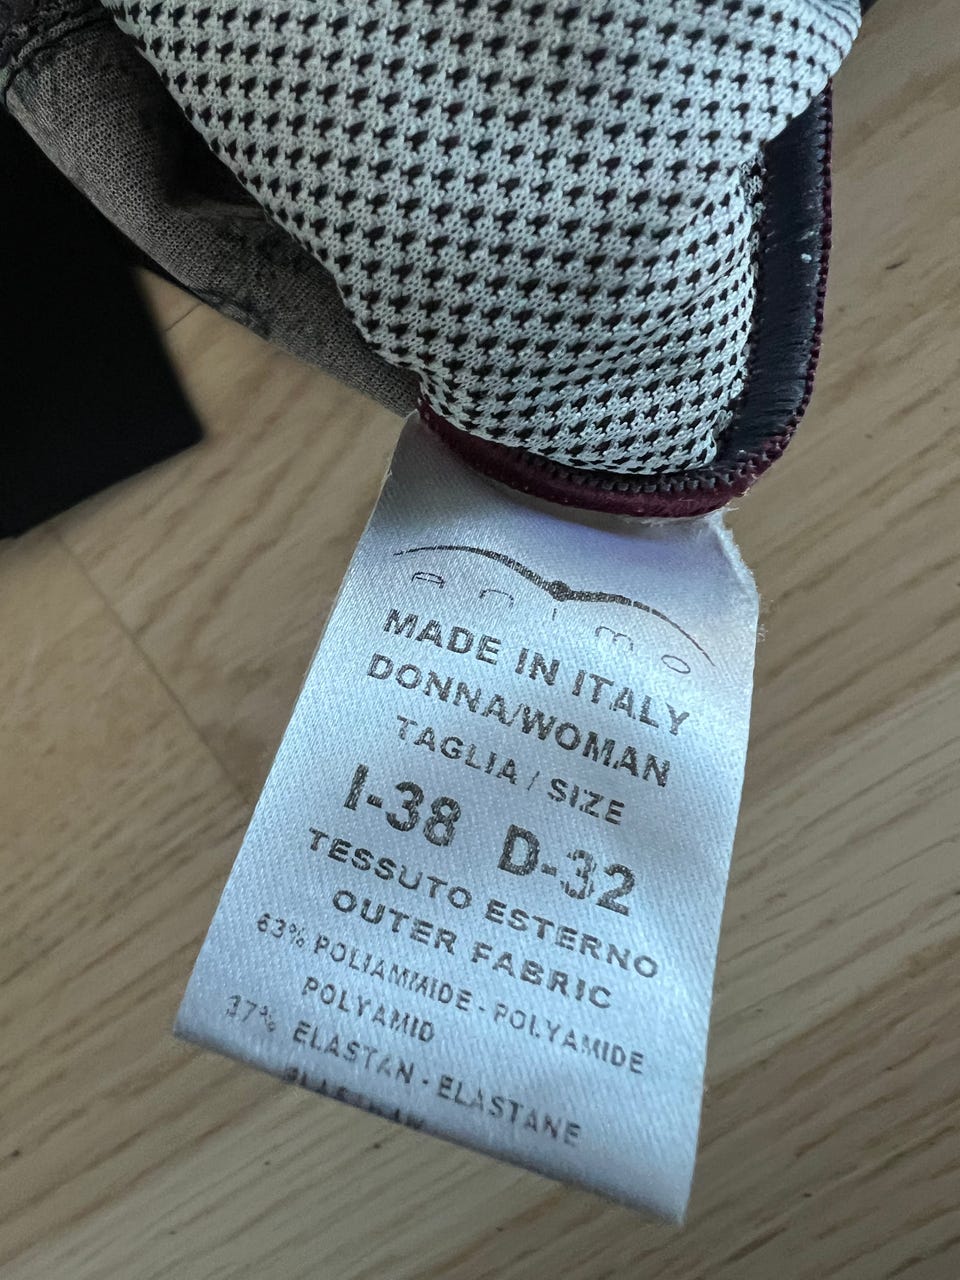 animo
MADE IN ITALY
DONNA/WOMAN
TAGLIA / SIZE
I-38 D-32
TESSUTO ESTERNO
OUTER FABRIC
63% POLIAMMIDE - POLYAMIDE
POLYAMID
37% ELASTAN - ELASTANE